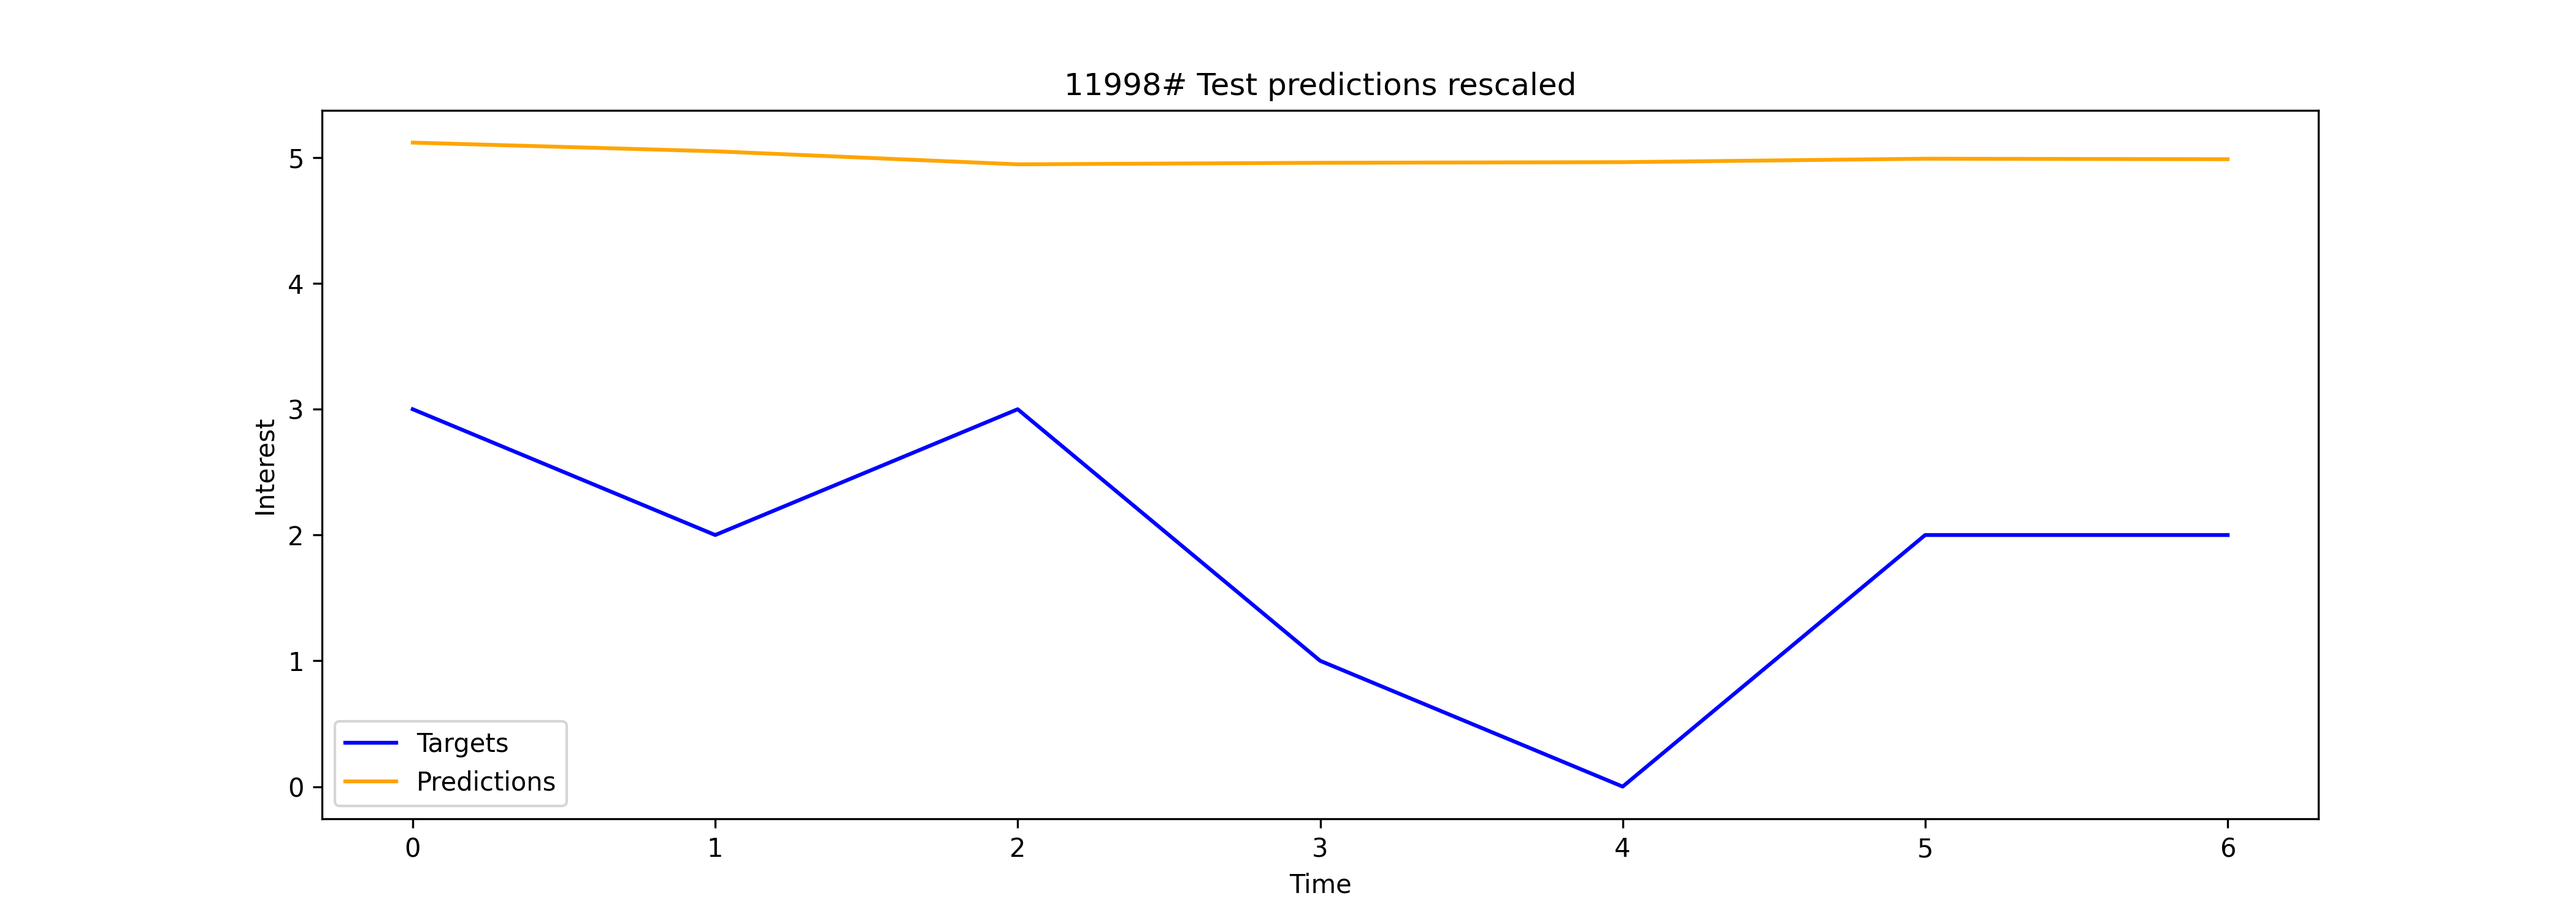 11998# Test predictions rescaled
5
4
3
2
1
0
Interest
Targets
Predictions
0 1 2 3 4 5 6
Time